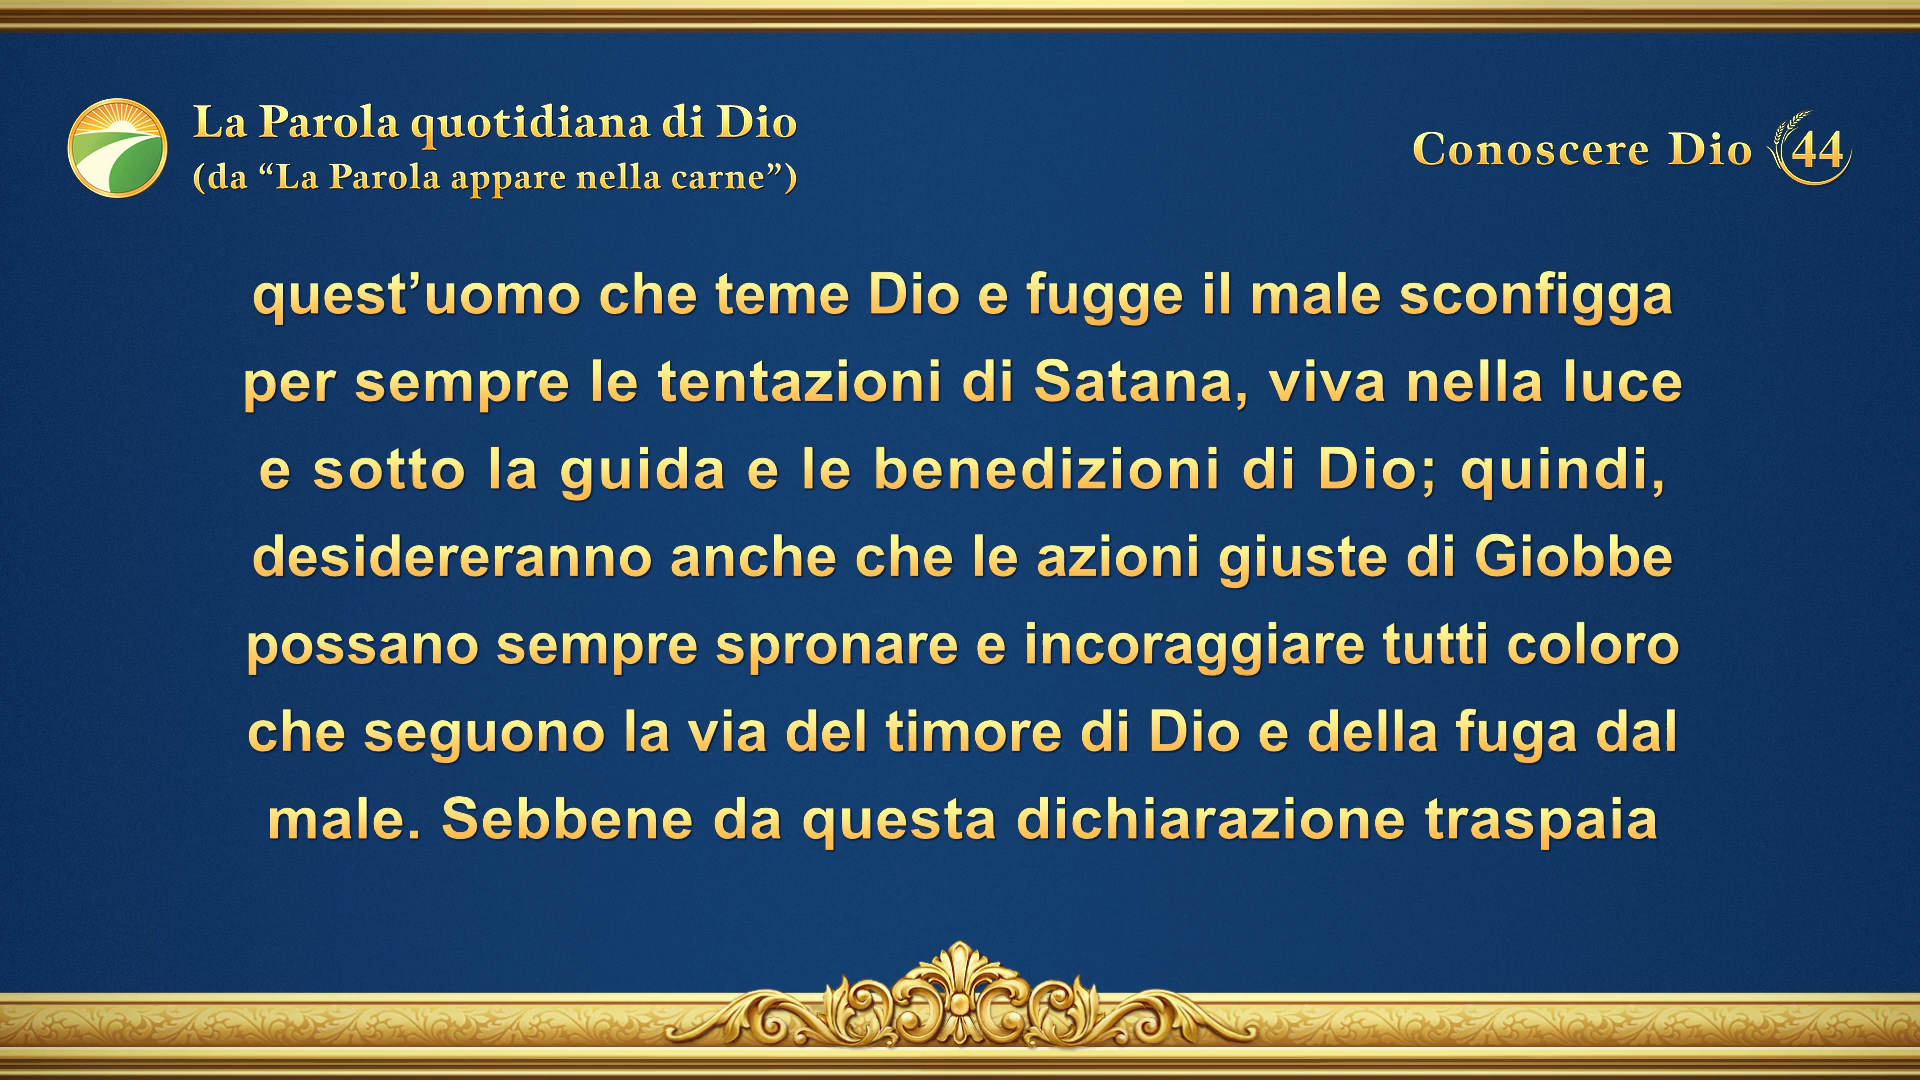 La Parola quotidiana di Dio
(da “La Parola appare nella carne”)
Conoscere Dio 44
quest’uomo che teme Dio e fugge il male sconfigga
per sempre le tentazioni di Satana, viva nella luce
e sotto la guida e le benedizioni di Dio; quindi,
desidereranno anche che le azioni giuste di Giobbe
possano sempre spronare e incoraggiare tutti coloro
che seguono la via del timore di Dio e della fuga dal
male. Sebbene da questa dichiarazione traspaia